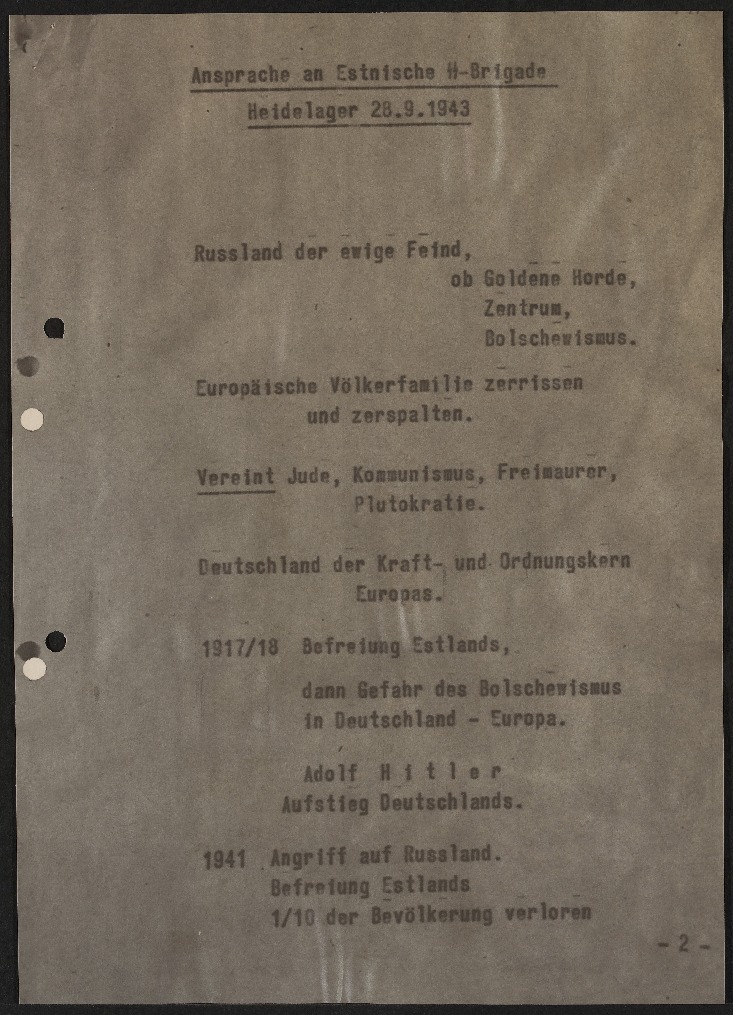 Ansprache an Estnische ᛋᛋ-Brigade
Heidelager 28.9.1943
Russland der ewige Feind,
ob Goldene Horde,
Zentrum,
Bolschewismus.
Europäische Völkerfamilie zerrissen
und zerspalten.
Vereint Jude, Kommunismus, Freimaurer,
Plutokratie.
Deutschland der Kraft- und Ordnungskern
Europas.
1917/18 Befreiung Estlands,
dann Gefahr des Bolschewismus
in Deutschland - Europa.
Adolf H i t l e r
Aufstieg Deutschlands.
1941 Angriff auf Russland.
Befreiung Estlands
1/10 der Bevölkerung verloren
- 2 -